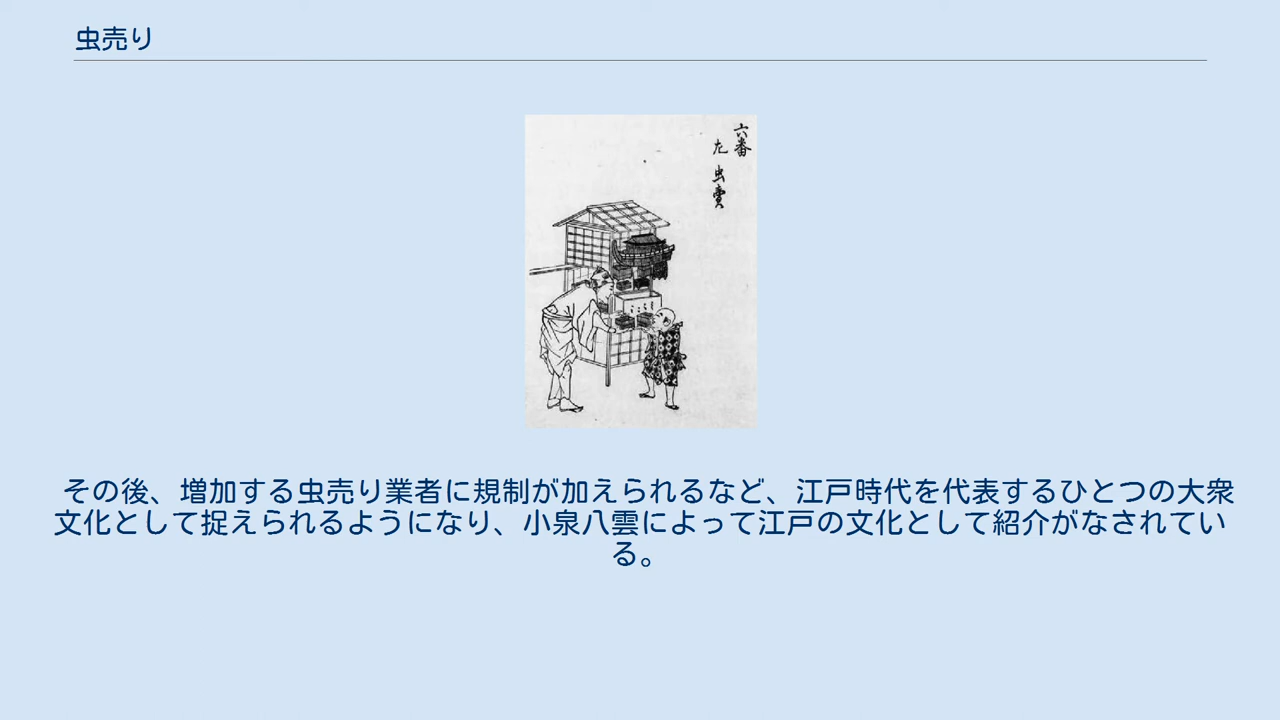 虫売り
六番
左 虫賣
その後、増加する虫売り業者に規制が加えられるなど、江戸時代を代表するひとつの大衆
文化として捉えられるようになり、小泉八雲によって江戸の文化として紹介がなされてい
る。